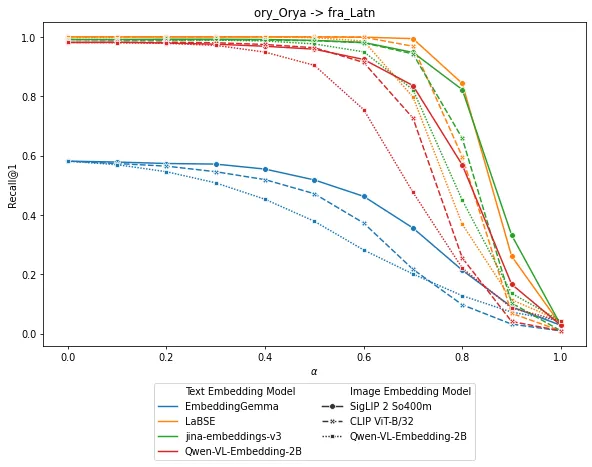 ory_Orya -> fra_Latn
Recall@1
1.0
0.8
0.6
0.4
0.2
0.0
0.0 0.2 0.4 0.6 0.8 1.0
α
Text Embedding Model
EmbeddingGemma
LaBSE
jina-embeddings-v3
Qwen-VL-Embedding-2B
Image Embedding Model
SigLIP 2 So400m
CLIP ViT-B/32
Qwen-VL-Embedding-2B